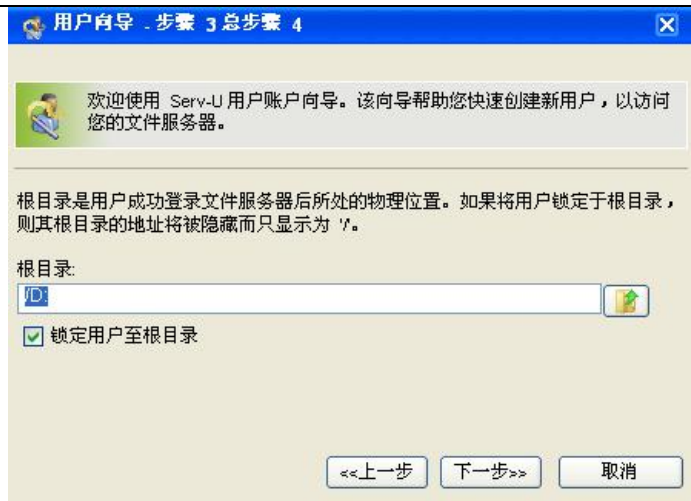 用户向导 - 步骤 3 总步骤 4
欢迎使用 Serv-U 用户账户向导。该向导帮助您快速创建新用户，以访问
您的文件服务器。
根目录是用户成功登录文件服务器后所处的物理位置。如果将用户锁定于根目录，
则其根目录的地址将被隐藏而只显示为 '/'。
根目录:
/D:
锁定用户至根目录
<<上一步
下一步>>
取消